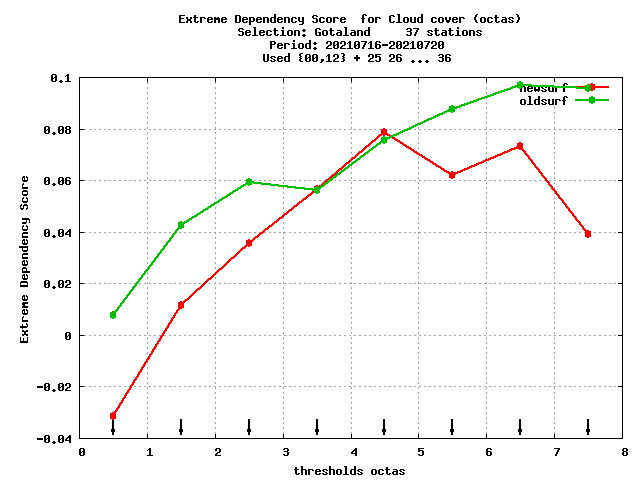 Extreme Dependency Score  for Cloud cover (octas)
Selection: Gotaland     37 stations
Period: 20210716-20210720
Used {00,12} + 25 26 ... 36
newsurf
oldsurf
Extreme Dependency Score
0.1
0.08
0.06
0.04
0.02
0
-0.02
-0.04
0 1 2 3 4 5 6 7 8
thresholds octas